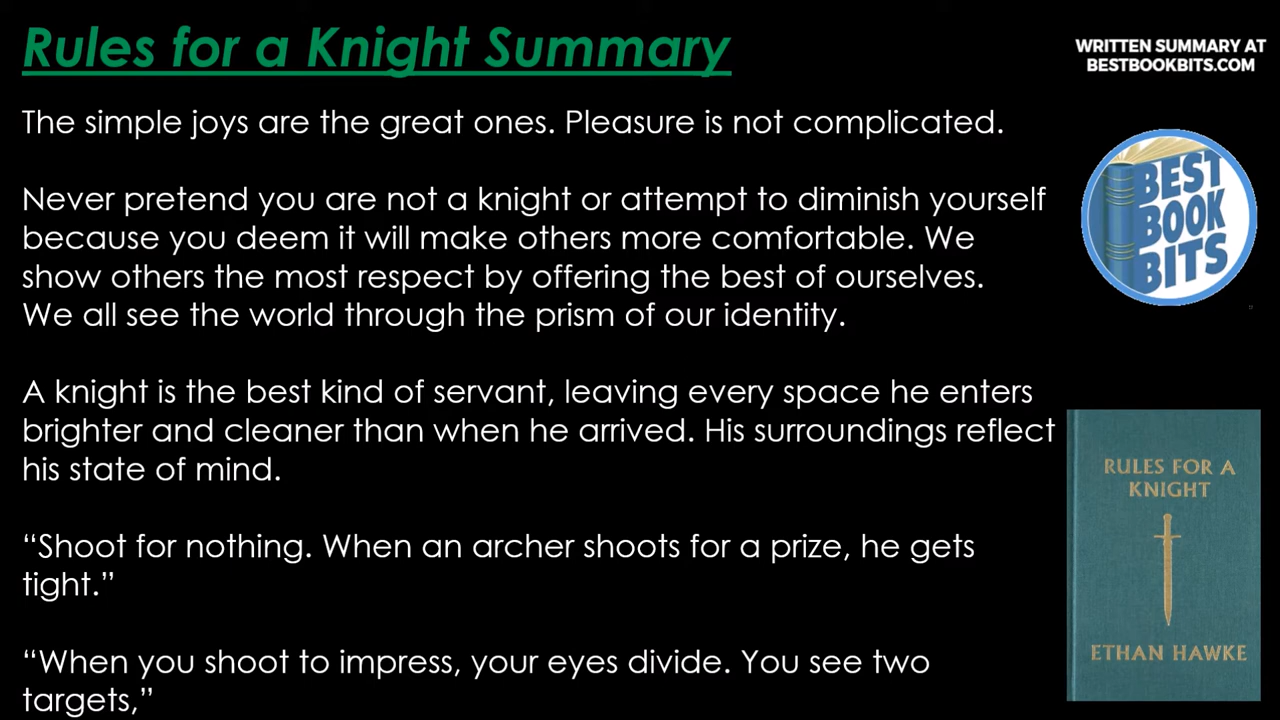 Rules for a Knight Summary
WRITTEN SUMMARY AT
BESTBOOKBITS.COM
The simple joys are the great ones. Pleasure is not complicated.
Never pretend you are not a knight or attempt to diminish yourself
because you deem it will make others more comfortable. We
show others the most respect by offering the best of ourselves.
We all see the world through the prism of our identity.
A knight is the best kind of servant, leaving every space he enters
brighter and cleaner than when he arrived. His surroundings reflect
his state of mind.
“Shoot for nothing. When an archer shoots for a prize, he gets
tight.”
“When you shoot to impress, your eyes divide. You see two
targets,”
BEST
BOOK
BITS
RULES FOR A
KNIGHT
ETHAN HAWKE